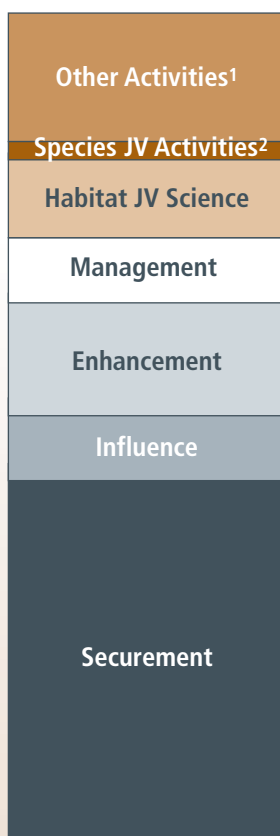 Other Activities¹
Species JV Activities²
Habitat JV Science
Management
Enhancement
Influence
Securement